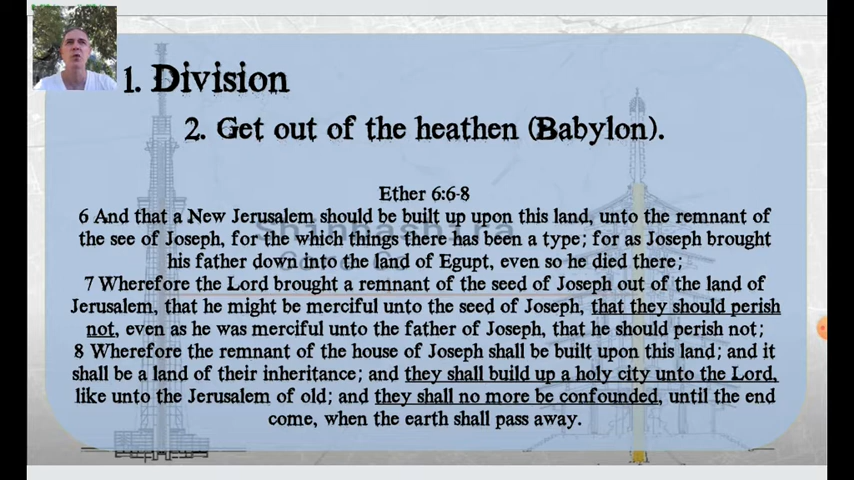 1. Division
2. Get out of the heathen (Babylon).
Ether 6:6-8
6 And that a New Jerusalem should be built up upon this land, unto the remnant of
the see of Joseph, for the which things there has been a type; for as Joseph brought
his father down into the land of Egupt, even so he died there;
7 Wherefore the Lord brought a remnant of the seed of Joseph out of the land of
Jerusalem, that he might be merciful unto the seed of Joseph, that they should perish
not, even as he was merciful unto the father of Joseph, that he should perish not;
8 Wherefore the remnant of the house of Joseph shall be built upon this land; and it
shall be a land of their inheritance; and they shall build up a holy city unto the Lord,
like unto the Jerusalem of old; and they shall no more be confounded, until the end
come, when the earth shall pass away.